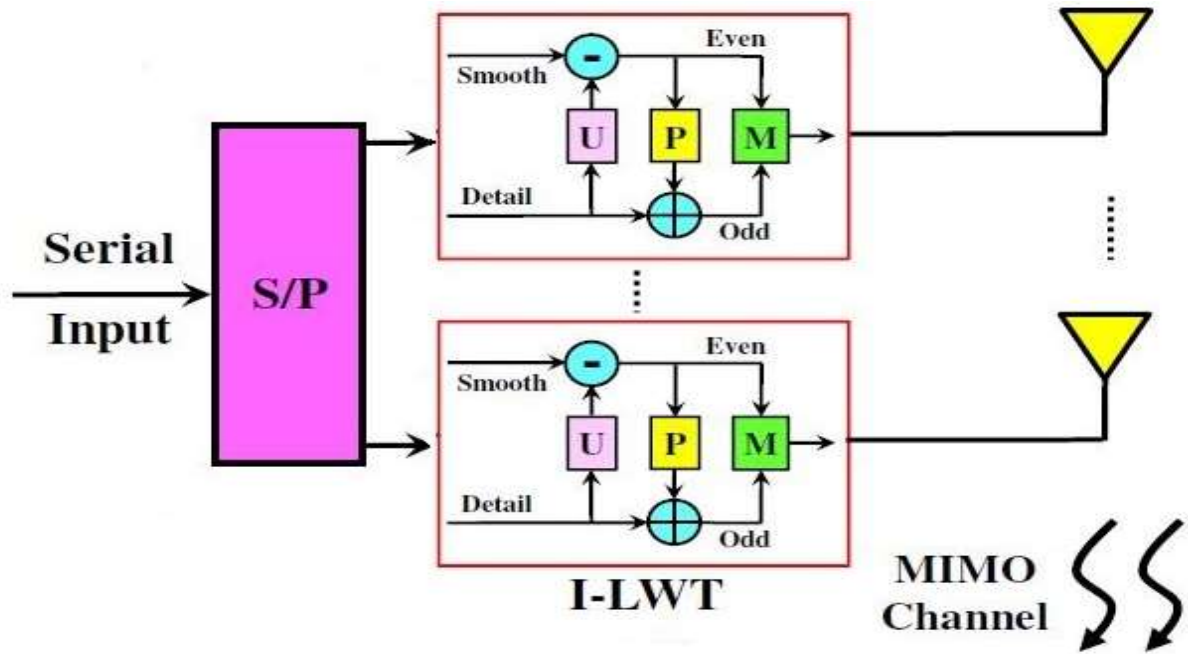 Serial
Input
S/P
Smooth
-
Even
U
P
M
Detail
Odd
Smooth
-
Even
U
P
M
Detail
Odd
I-LWT
MIMO
Channel